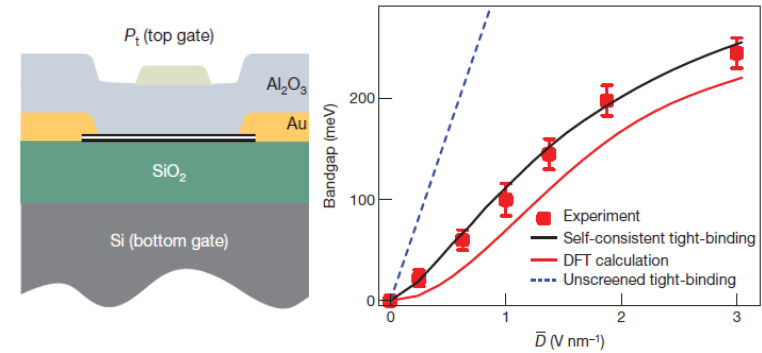 Pt (top gate)
Al2O3
Au
SiO2
Si (bottom gate)
Bandgap (meV)
200
100
0
Experiment
Self-consistent tight-binding
DFT calculation
Unscreened tight-binding
0
1
2
3
D̅ (V nm⁻¹)